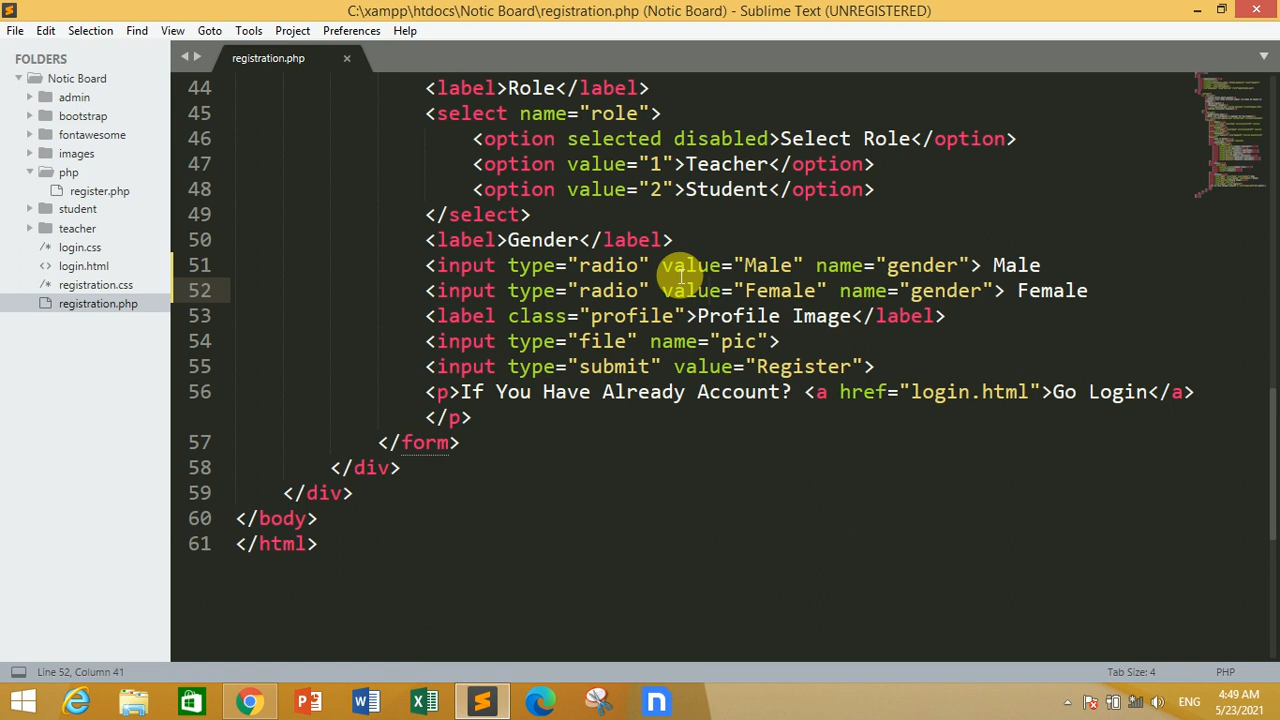 C:\xampp\htdocs\Notic Board\registration.php (Notic Board) - Sublime Text (UNREGISTERED)
File Edit Selection Find View Goto Tools Project Preferences Help
FOLDERS
Notic Board
admin
bootstrap
fontawesome
images
php
register.php
student
teacher
login.css
login.html
registration.css
registration.php
registration.php
44 <label>Role</label>
45 <select name="role">
46 <option selected disabled>Select Role</option>
47 <option value="1">Teacher</option>
48 <option value="2">Student</option>
49 </select>
50 <label>Gender</label>
51 <input type="radio" value="Male" name="gender"> Male
52 <input type="radio" value="Female" name="gender"> Female
53 <label class="profile">Profile Image</label>
54 <input type="file" name="pic">
55 <input type="submit" value="Register">
56 <p>If You Have Already Account? <a href="login.html">Go Login</a>
</p>
57 </form>
58 </div>
59 </div>
60 </body>
61 </html>
Line 52, Column 41
Tab Size: 4
PHP
ENG
4:49 AM
5/23/2021